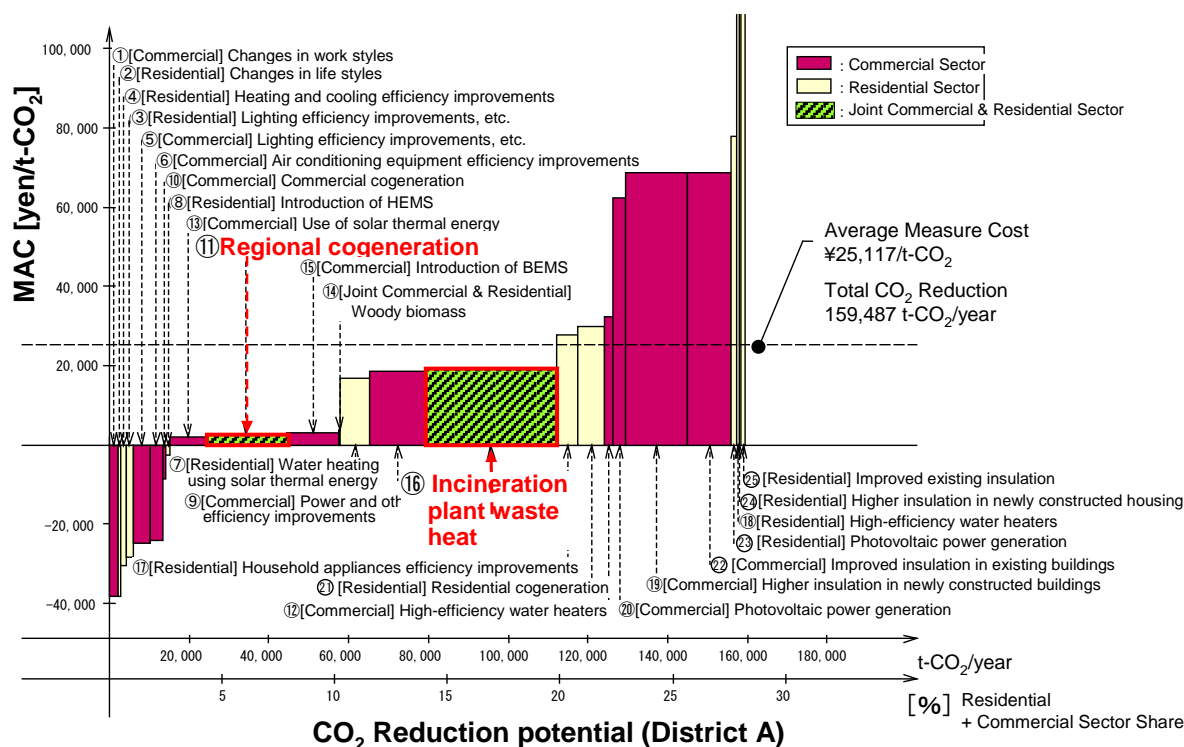 MAC [yen/t-CO₂]
100,000
80,000
60,000
40,000
20,000
−20,000
−40,000
①[Commercial] Changes in work styles
②[Residential] Changes in life styles
④[Residential] Heating and cooling efficiency improvements
③[Residential] Lighting efficiency improvements, etc.
⑤[Commercial] Lighting efficiency improvements, etc.
⑥[Commercial] Air conditioning equipment efficiency improvements
⑩[Commercial] Commercial cogeneration
⑧[Residential] Introduction of HEMS
⑬[Commercial] Use of solar thermal energy
⑪Regional cogeneration
⑮[Commercial] Introduction of BEMS
⑭[Joint Commercial & Residential]
Woody biomass
: Commercial Sector
: Residential Sector
: Joint Commercial & Residential Sector
Average Measure Cost
¥25,117/t-CO₂
Total CO₂ Reduction
159,487 t-CO₂/year
⑦[Residential] Water heating
using solar thermal energy
⑨[Commercial] Power and oth
efficiency improvements
⑯ Incineration
plant waste
heat
⑰[Residential] Household appliances efficiency improvements
㉑ [Residential] Residential cogeneration
⑫[Commercial] High-efficiency water heaters
㉕[Residential] Improved existing insulation
㉔[Residential] Higher insulation in newly constructed housing
⑱[Residential] High-efficiency water heaters
㉓[Residential] Photovoltaic power generation
㉒[Commercial] Improved insulation in existing buildings
⑲[Commercial] Higher insulation in newly constructed buildings
⑳[Commercial] Photovoltaic power generation
20,000 40,000 60,000 80,000 100,000 120,000 140,000 160,000 180,000
t-CO₂/year
5 10 15 20 25 30
[%] Residential
+ Commercial Sector Share
CO₂ Reduction potential (District A)